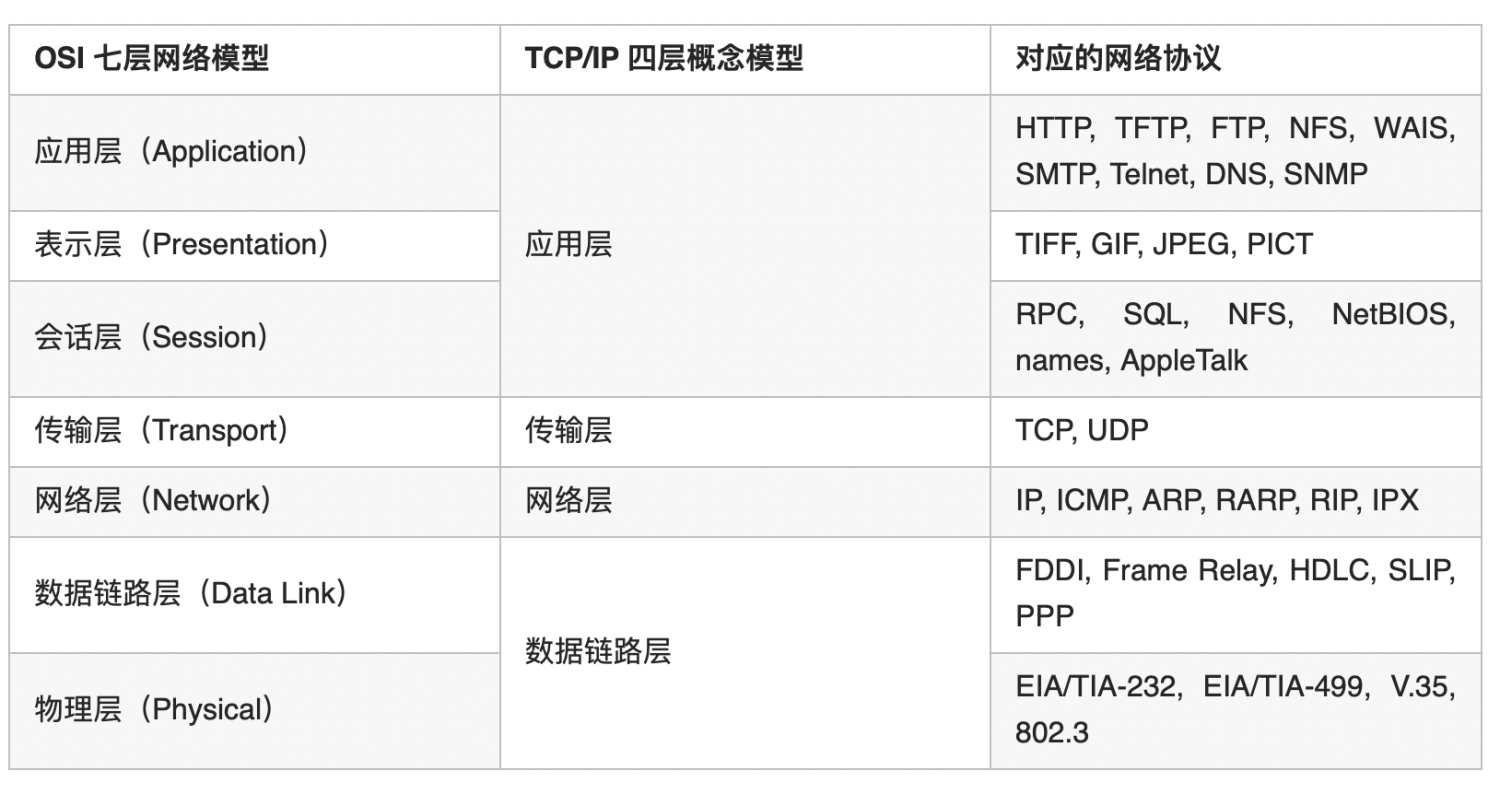 OSI 七层网络模型
TCP/IP 四层概念模型
对应的网络协议
应用层（Application）
应用层
HTTP, TFTP, FTP, NFS, WAIS,
SMTP, Telnet, DNS, SNMP
表示层（Presentation）
TIFF, GIF, JPEG, PICT
会话层（Session）
RPC, SQL, NFS, NetBIOS,
names, AppleTalk
传输层（Transport）
传输层
TCP, UDP
网络层（Network）
网络层
IP, ICMP, ARP, RARP, RIP, IPX
数据链路层（Data Link）
数据链路层
FDDI, Frame Relay, HDLC, SLIP,
PPP
物理层（Physical）
EIA/TIA-232, EIA/TIA-499, V.35,
802.3